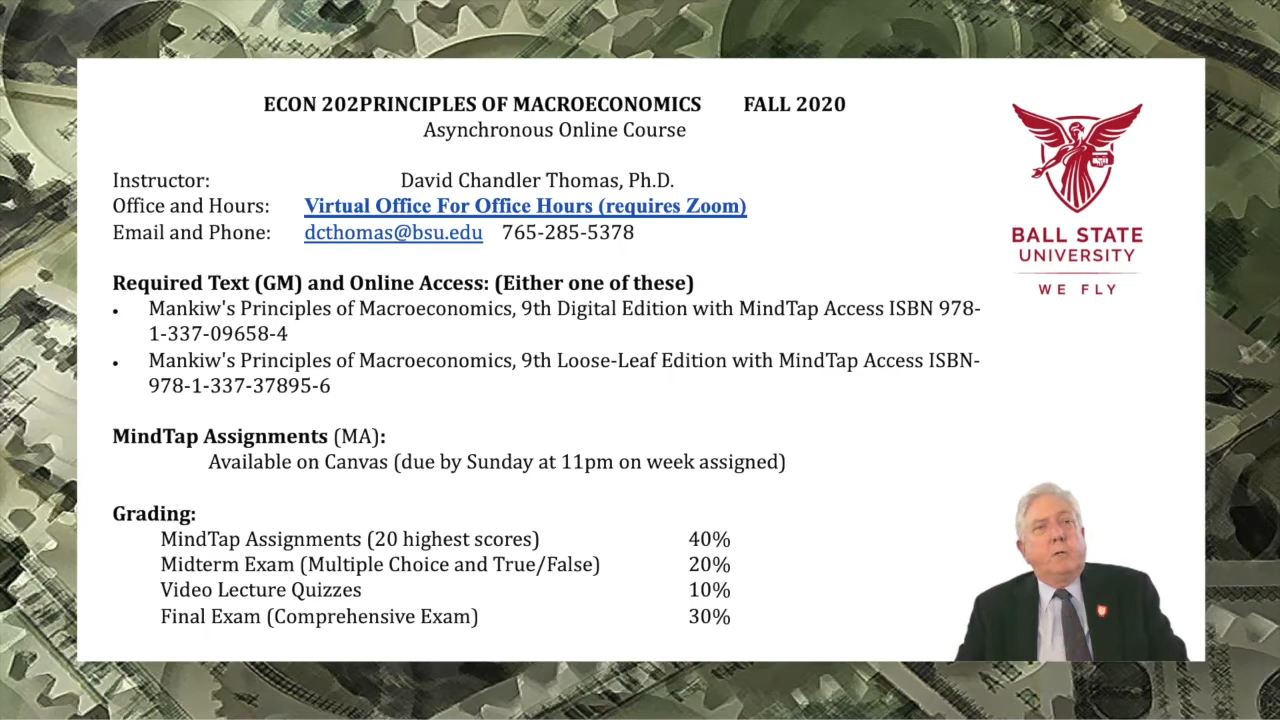 ECON 202PRINCIPLES OF MACROECONOMICS FALL 2020
Asynchronous Online Course
Instructor: David Chandler Thomas, Ph.D.
Office and Hours: Virtual Office For Office Hours (requires Zoom)
Email and Phone: dcthomas@bsu.edu 765-285-5378
BALL STATE
UNIVERSITY
WE FLY
Required Text (GM) and Online Access: (Either one of these)
• Mankiw's Principles of Macroeconomics, 9th Digital Edition with MindTap Access ISBN 978-
1-337-09658-4
• Mankiw's Principles of Macroeconomics, 9th Loose-Leaf Edition with MindTap Access ISBN-
978-1-337-37895-6
MindTap Assignments (MA):
Available on Canvas (due by Sunday at 11pm on week assigned)
Grading:
MindTap Assignments (20 highest scores) 40%
Midterm Exam (Multiple Choice and True/False) 20%
Video Lecture Quizzes 10%
Final Exam (Comprehensive Exam) 30%